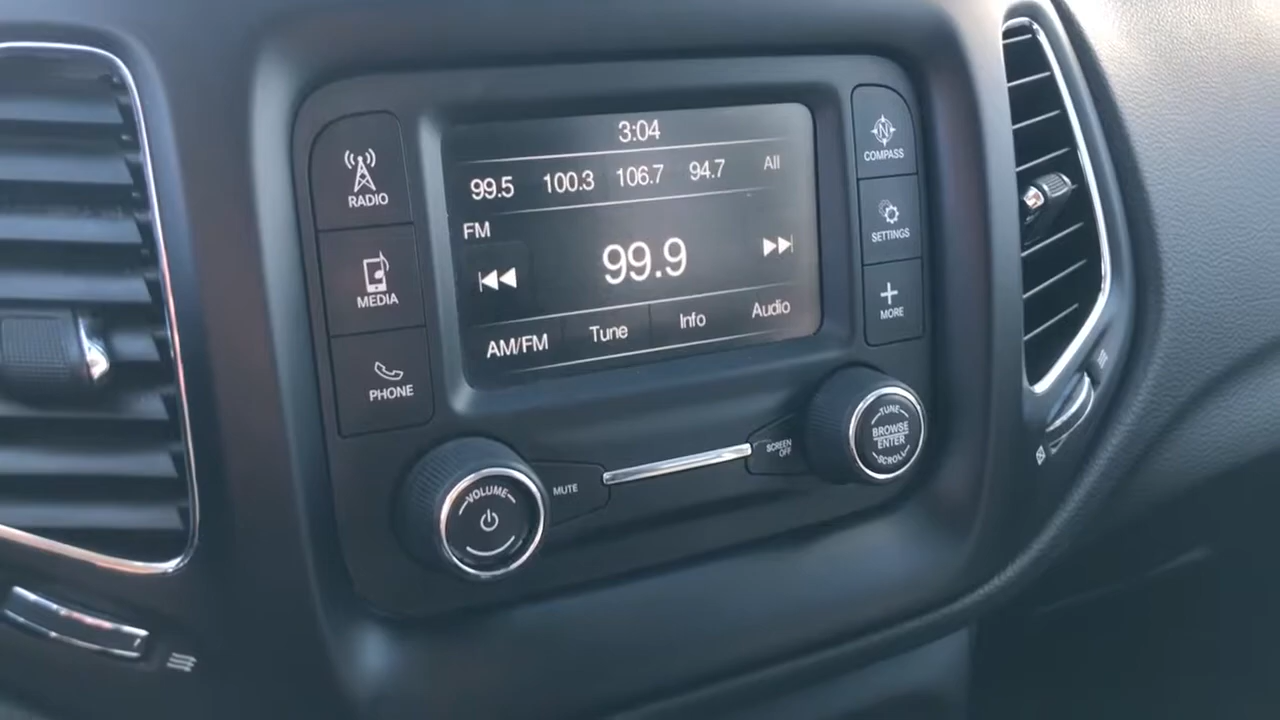 3:04
99.5 100.3 106.7 94.7 All
FM
99.9
AM/FM Tune Info Audio
RADIO
MEDIA
PHONE
N
COMPASS
SETTINGS
MORE
VOLUME
MUTE
SCREEN
OFF
TUNE
BROWSE
ENTER
SCROLL